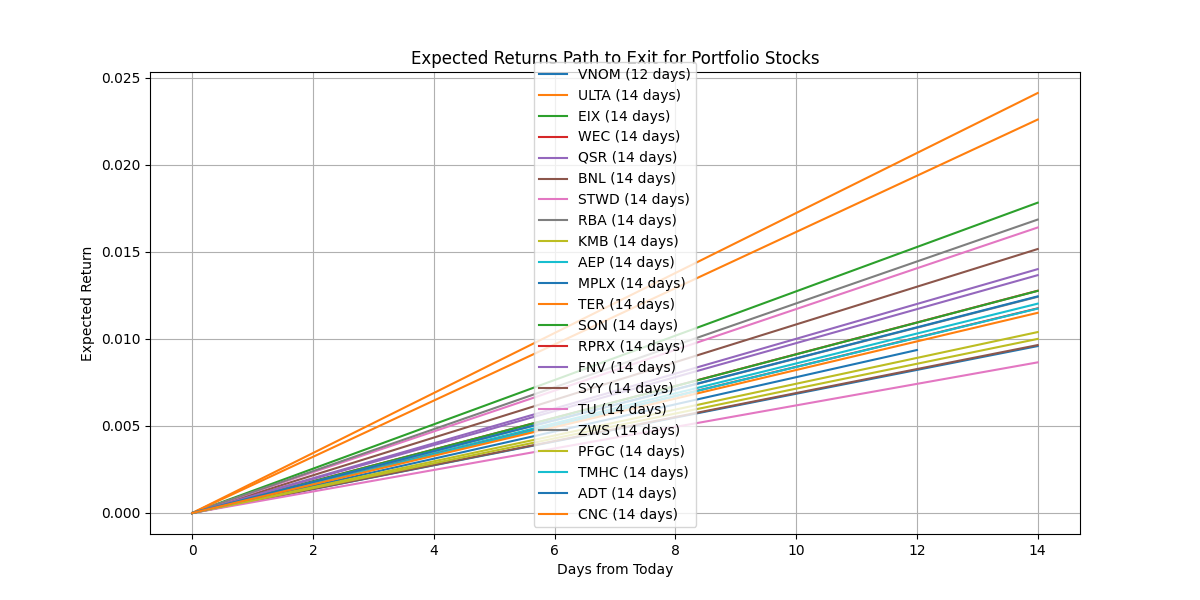 Expected Returns Path to Exit for Portfolio Stocks
Expected Return
0.025
0.020
0.015
0.010
0.005
0.000
VNOM (12 days)
ULTA (14 days)
EIX (14 days)
WEC (14 days)
QSR (14 days)
BNL (14 days)
STWD (14 days)
RBA (14 days)
KMB (14 days)
AEP (14 days)
MPLX (14 days)
TER (14 days)
SON (14 days)
RPRX (14 days)
FNV (14 days)
SYY (14 days)
TU (14 days)
ZWS (14 days)
PFGC (14 days)
TMHC (14 days)
ADT (14 days)
CNC (14 days)
0 2 4 6 8 10 12 14
Days from Today